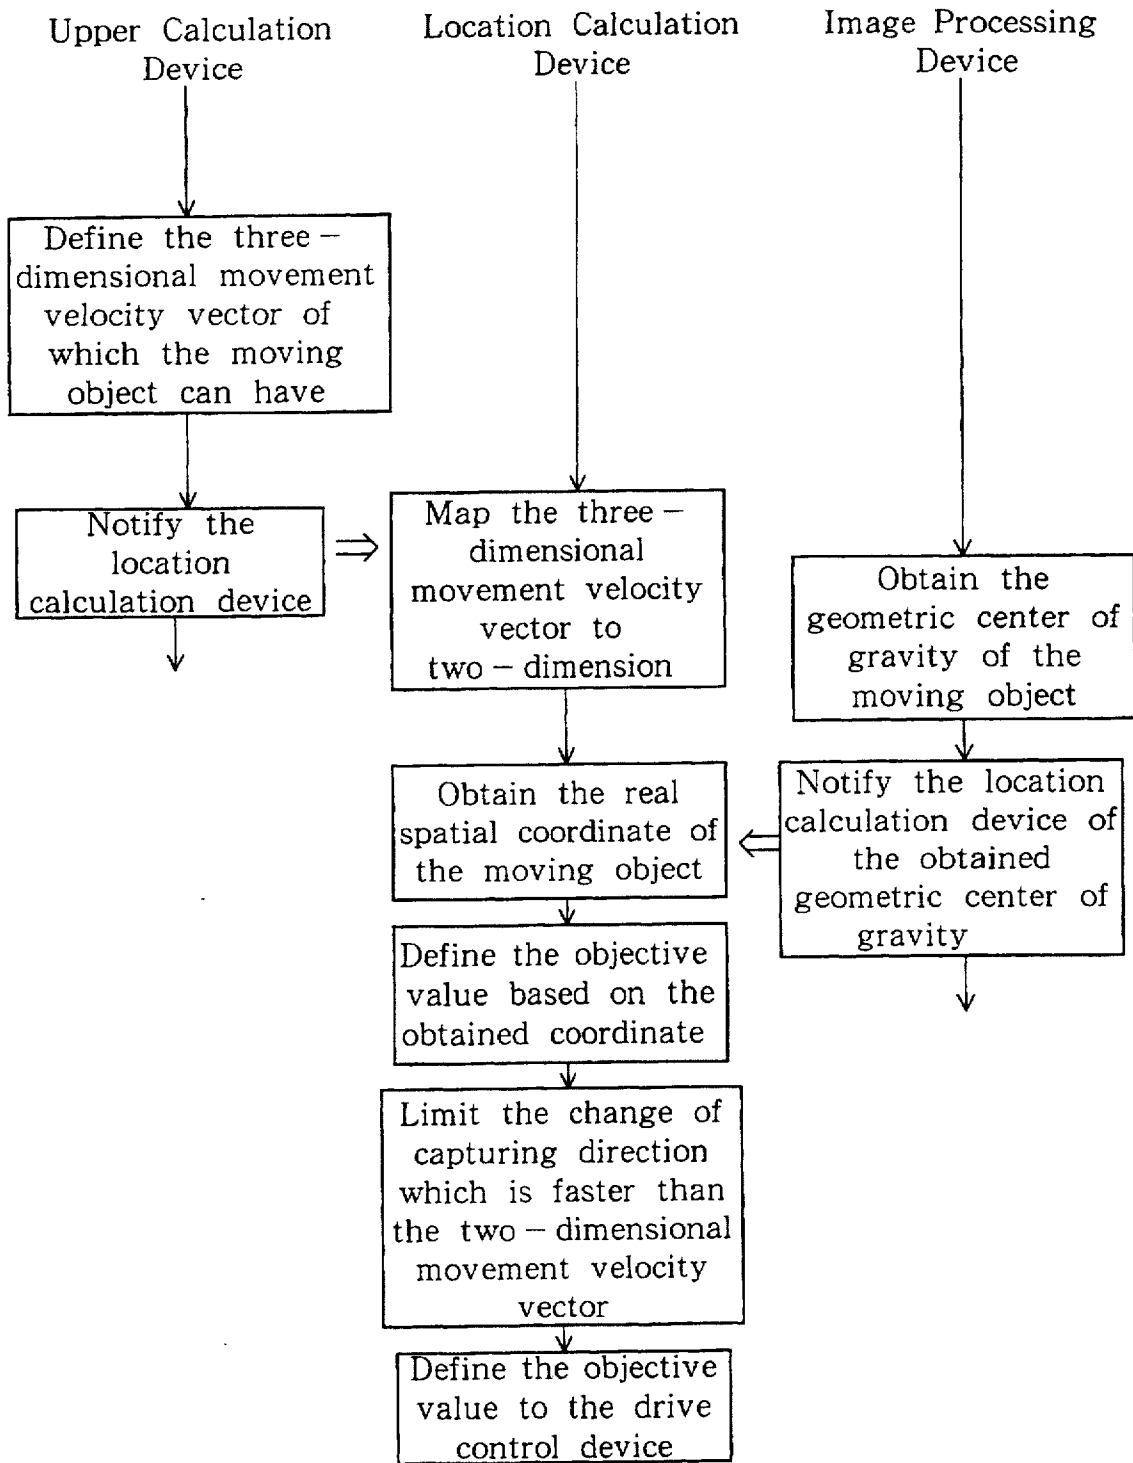 Upper Calculation
Device
Location Calculation
Device
Image Processing
Device
Define the three –
dimensional movement
velocity vector of
which the moving
object can have
Notify the
location
calculation device
Map the three –
dimensional
movement velocity
vector to
two – dimension
Obtain the
geometric center of
gravity of the
moving object
Obtain the real
spatial coordinate of
the moving object
Notify the location
calculation device of
the obtained
geometric center of
gravity
Define the objective
value based on the
obtained coordinate
Limit the change of
capturing direction
which is faster than
the two – dimensional
movement velocity
vector
Define the objective
value to the drive
control device